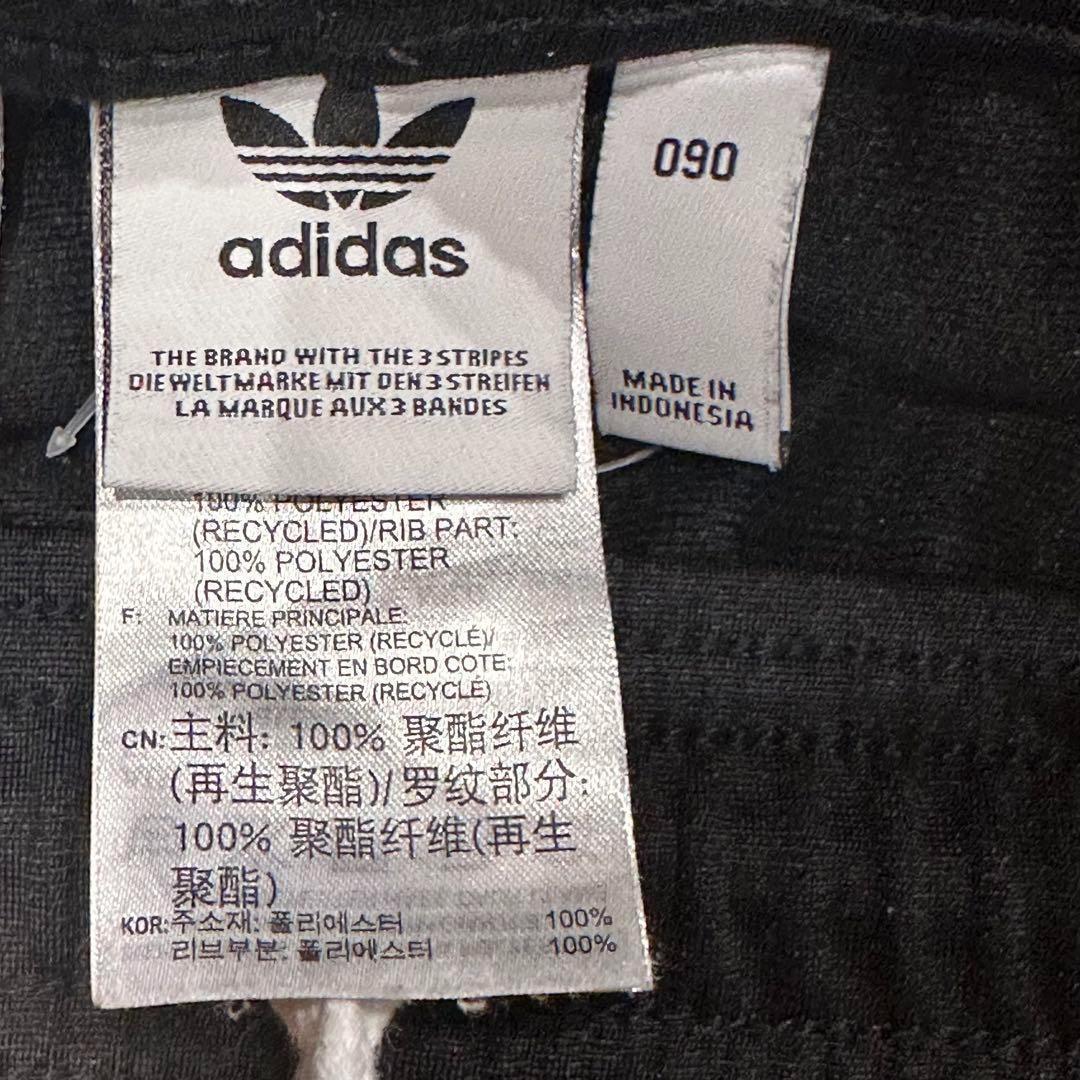 adidas
THE BRAND WITH THE 3 STRIPES
DIE WELTMARKE MIT DEN 3 STREIFEN
LA MARQUE AUX 3 BANDES
090
MADE IN
INDONESIA
100% POLYESTER
(RECYCLED)/RIB PART:
100% POLYESTER
(RECYCLED)
F: MATIERE PRINCIPALE:
100% POLYESTER (RECYCLÉ)/
EMPIECEMENT EN BORD COTE:
100% POLYESTER (RECYCLÉ)
CN: 主料: 100% 聚酯纤维
(再生聚酯)/罗纹部分:
100% 聚酯纤维(再生
聚酯)
KOR: 주소재: 폴리에스터 100%
리브부분: 폴리에스터 100%